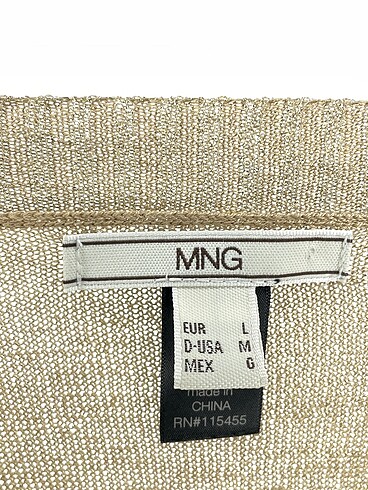 MNG
EUR L
D-USA M
MEX G
made in
CHINA
RN#115455